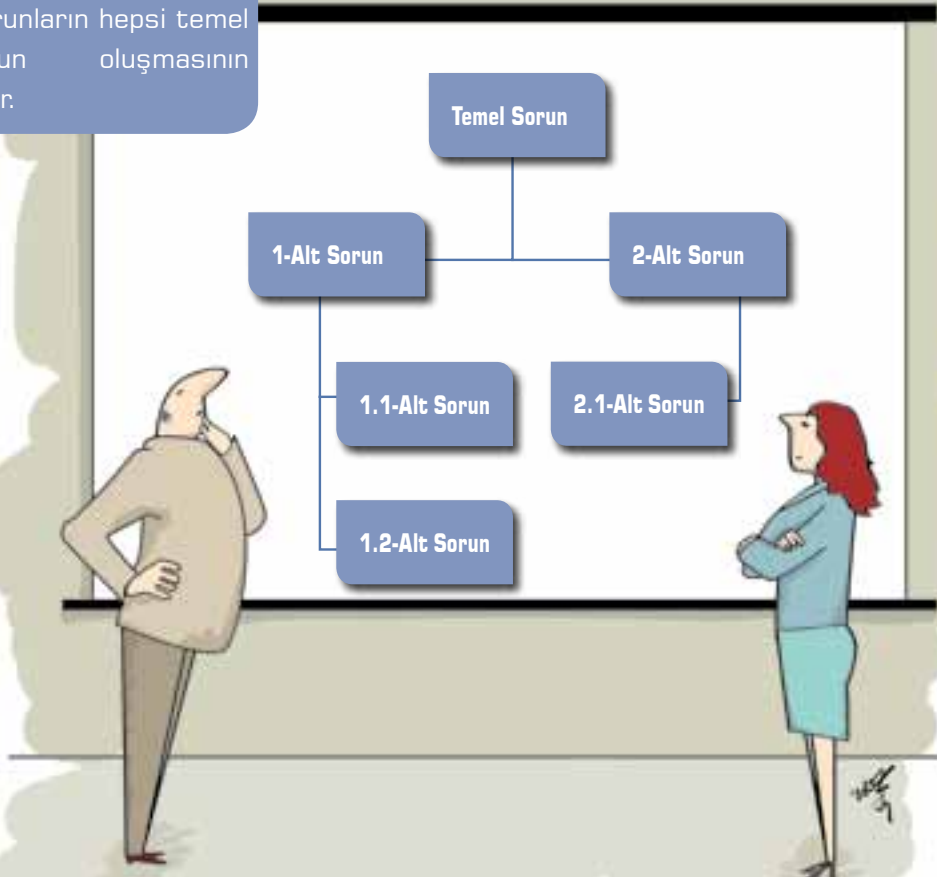 runların hepsi temel
un oluşmasının
r.
Temel Sorun
1-Alt Sorun
2-Alt Sorun
1.1-Alt Sorun
2.1-Alt Sorun
1.2-Alt Sorun